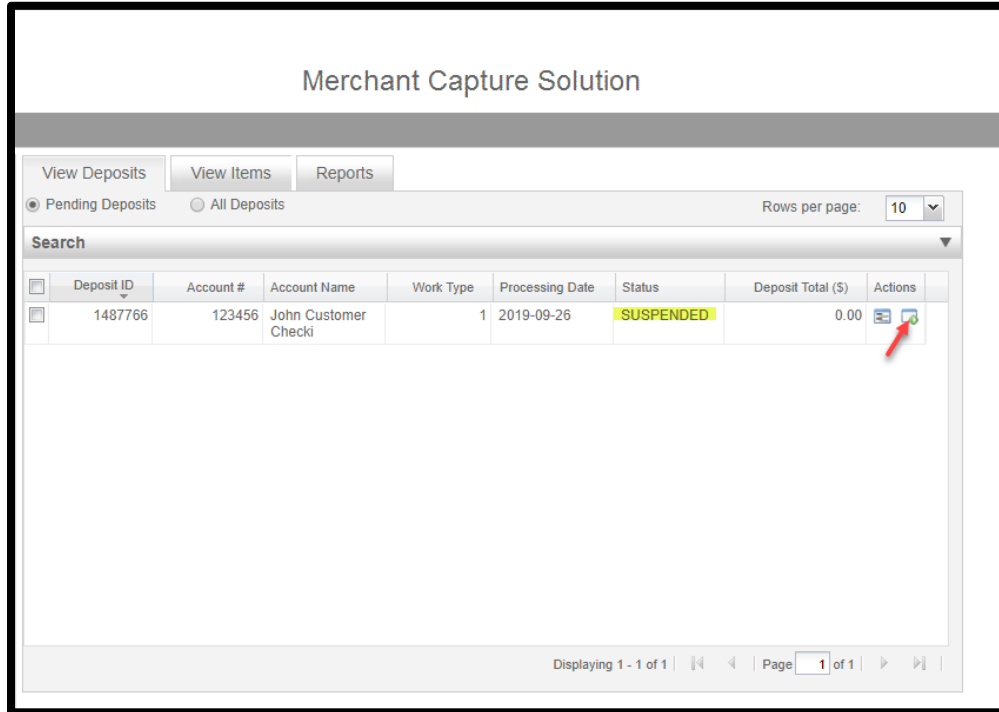 Merchant Capture Solution
View Deposits View Items Reports
Pending Deposits All Deposits Rows per page: 10
Search
Deposit ID Account # Account Name Work Type Processing Date Status Deposit Total ($) Actions
1487766 123456 John Customer 1 2019-09-26 SUSPENDED 0.00
Checki
Displaying 1 - 1 of 1 Page 1 of 1